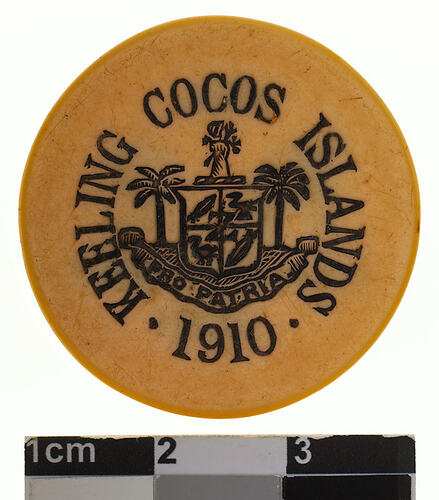 KEELING COCOS ISLANDS
PRO PATRIA
· 1910 ·
1cm 2 3